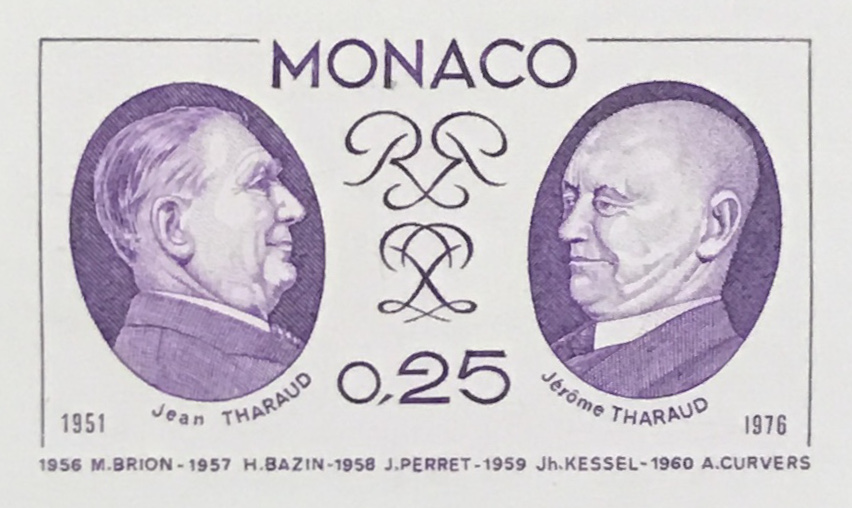 MONACO
0,25
1951
Jean THARAUD
Jérôme THARAUD
1976
1956 M.BRION-1957 H.BAZIN-1958 J.PERRET-1959 Jh.KESSEL-1960 A.CURVERS